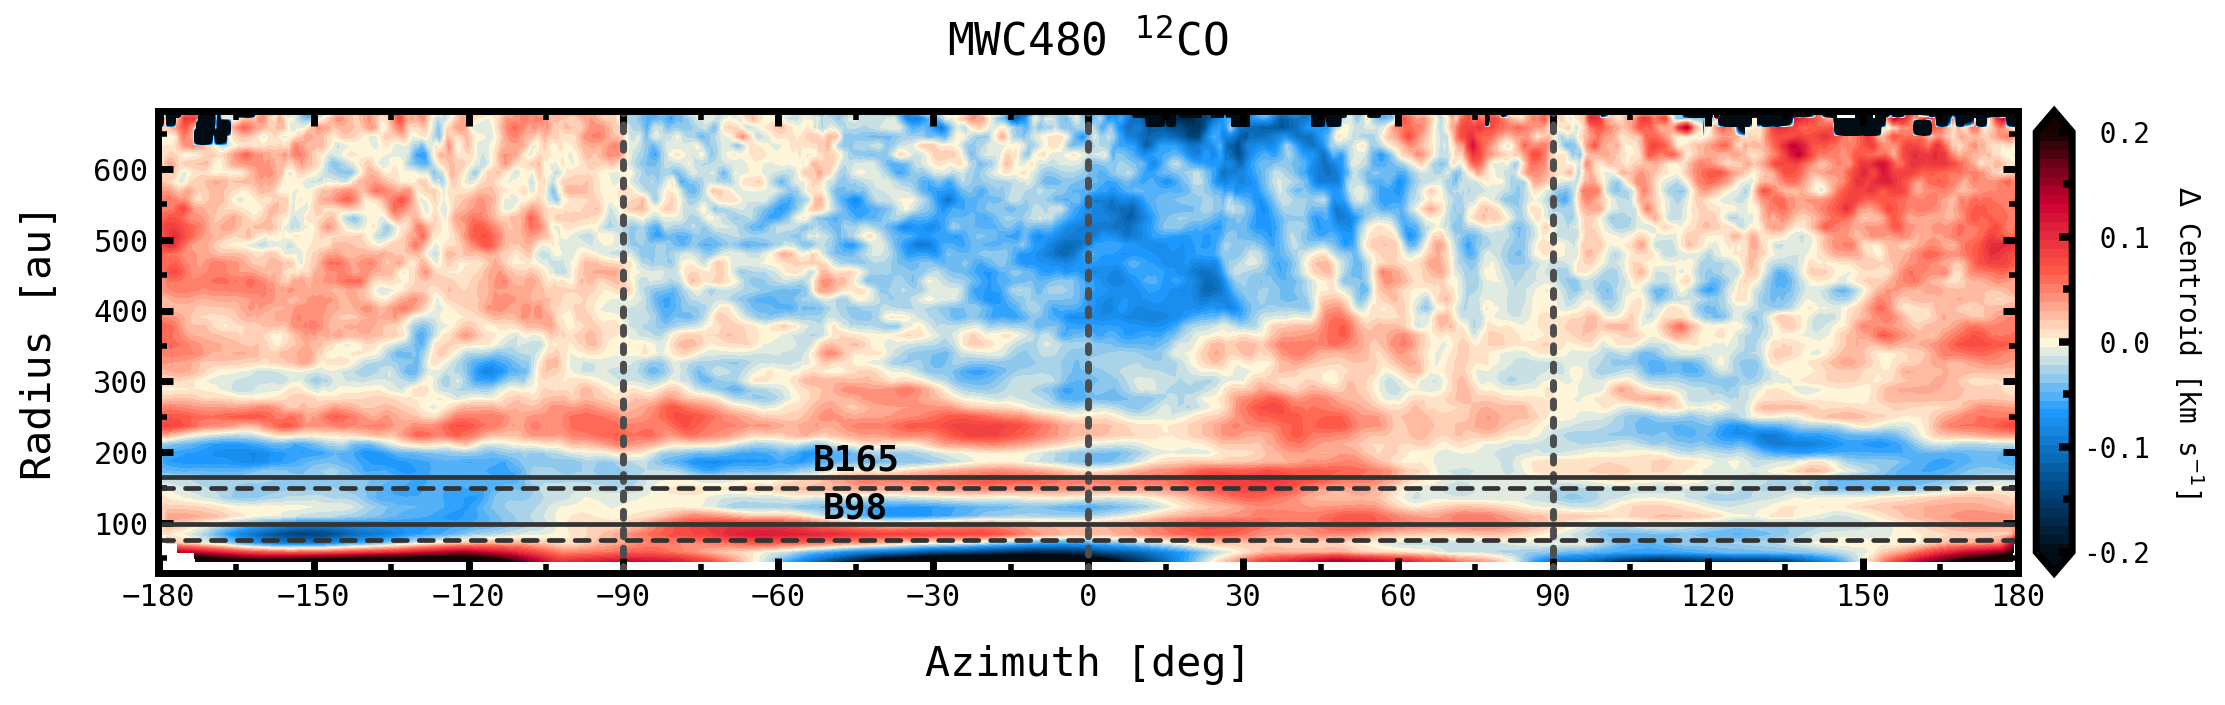 MWC480 ¹²CO
Radius [au]
600
500
400
300
200
100
B165
B98
−180 −150 −120 −90 −60 −30 0 30 60 90 120 150 180
Azimuth [deg]
0.2
0.1
0.0
-0.1
-0.2
Δ Centroid [km s⁻¹]